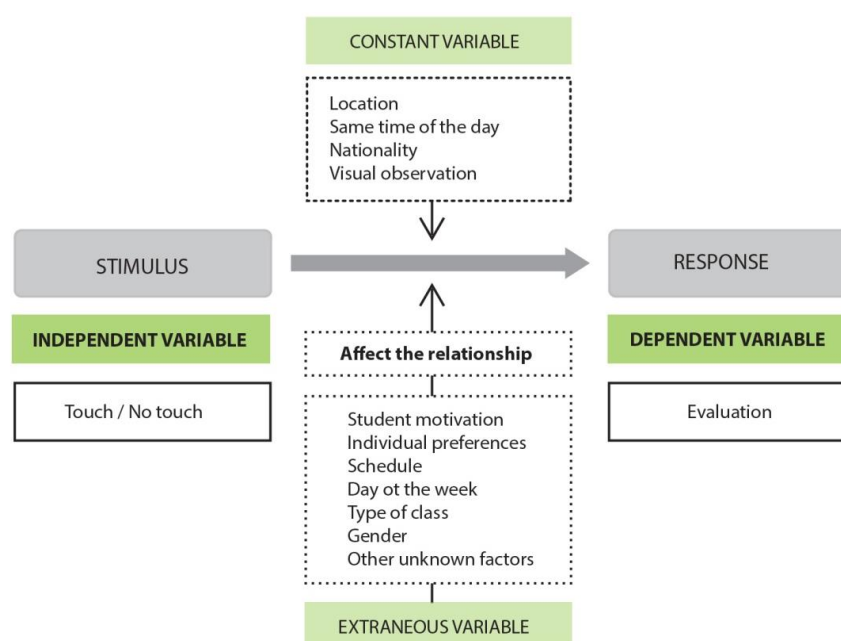 CONSTANT VARIABLE
Location
Same time of the day
Nationality
Visual observation
STIMULUS
RESPONSE
INDEPENDENT VARIABLE
Affect the relationship
DEPENDENT VARIABLE
Touch / No touch
Evaluation
Student motivation
Individual preferences
Schedule
Day ot the week
Type of class
Gender
Other unknown factors
EXTRANEOUS VARIABLE